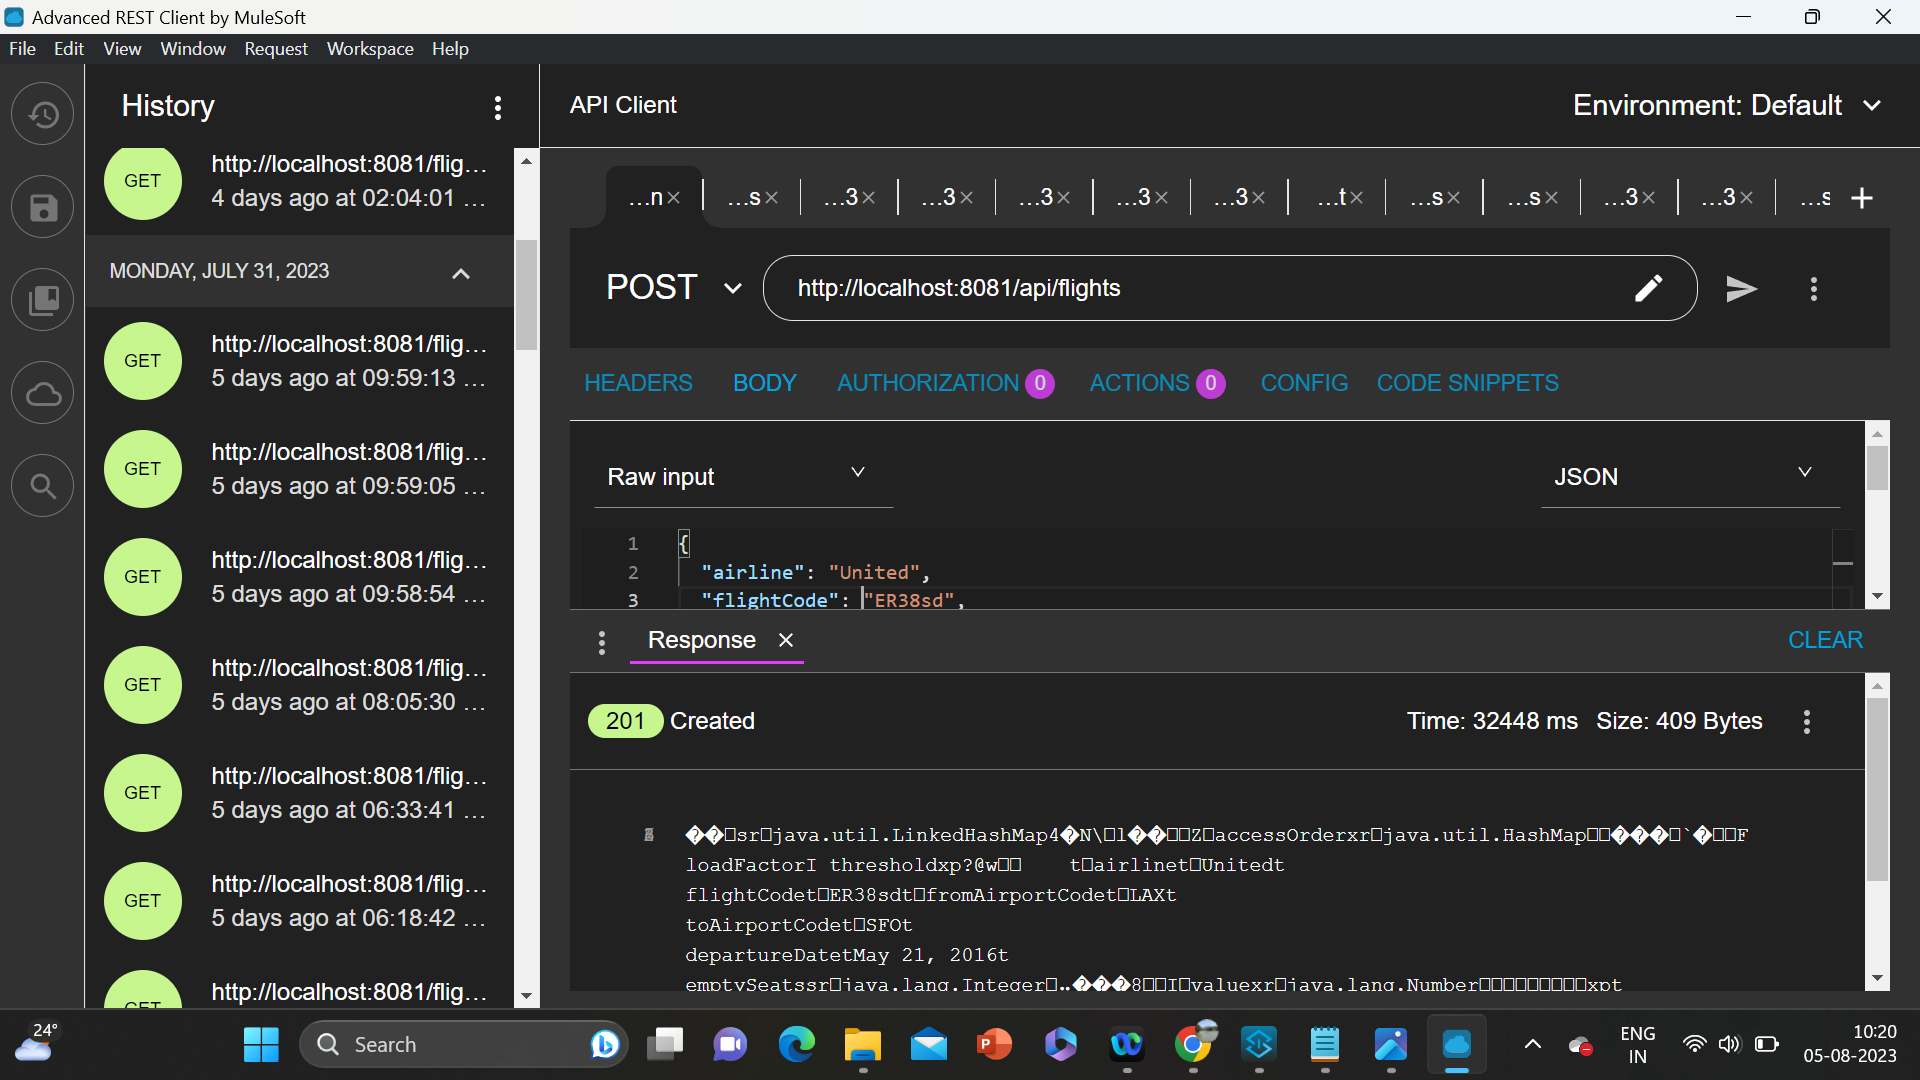 Advanced REST Client by MuleSoft
File Edit View Window Request Workspace Help
History
API Client
Environment: Default
GET http://localhost:8081/flig...
4 days ago at 02:04:01 ...
MONDAY, JULY 31, 2023
GET http://localhost:8081/flig...
5 days ago at 09:59:13 ...
GET http://localhost:8081/flig...
5 days ago at 09:59:05 ...
GET http://localhost:8081/flig...
5 days ago at 09:58:54 ...
GET http://localhost:8081/flig...
5 days ago at 08:05:30 ...
GET http://localhost:8081/flig...
5 days ago at 06:33:41 ...
GET http://localhost:8081/flig...
5 days ago at 06:18:42 ...
GET http://localhost:8081/flig...
...n ...s ...3 ...3 ...3 ...3 ...3 ...t ...s ...s ...3 ...3 ...s
POST http://localhost:8081/api/flights
HEADERS BODY AUTHORIZATION 0 ACTIONS 0 CONFIG CODE SNIPPETS
Raw input JSON
1 {
2 "airline": "United",
3 "flightCode": "ER38sd",
Response CLEAR
201 Created Time: 32448 ms Size: 409 Bytes
��□sr□java.util.LinkedHashMap4�N\□l��□□Z□accessOrderxr□java.util.HashMap□□���□`�□□F
loadFactorI thresholdxp?@w□□ t□airlinet□Unitedt
flightCodet□ER38sdt□fromAirportCodet□LAXt
toAirportCodet□SFOt
departureDatetMay 21, 2016t
emptySeatssr□java.lang.Integer□..���8□□I□valuexr□java.lang.Number□□□□□□□□□xpt
24°
Search
ENG
IN
10:20
05-08-2023